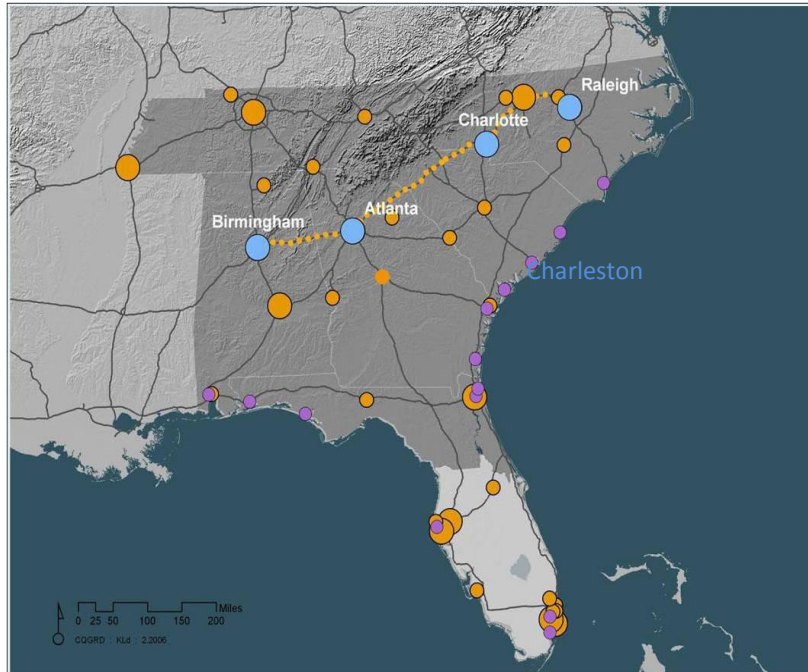 Raleigh
Charlotte
Atlanta
Birmingham
Charleston
Miles
0 25 50 100 150 200
CQGRD : KLd : 2.2006